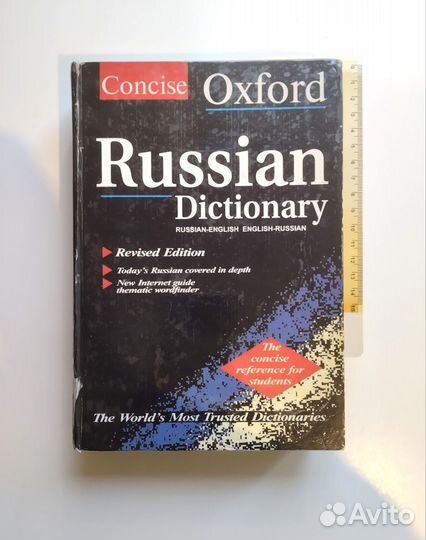 Concise Oxford
Russian
Dictionary
RUSSIAN-ENGLISH ENGLISH-RUSSIAN
Revised Edition
Today's Russian covered in depth
New Internet guide
thematic wordfinder
The
concise
reference for
students
The World's Most Trusted Dictionaries
Avito